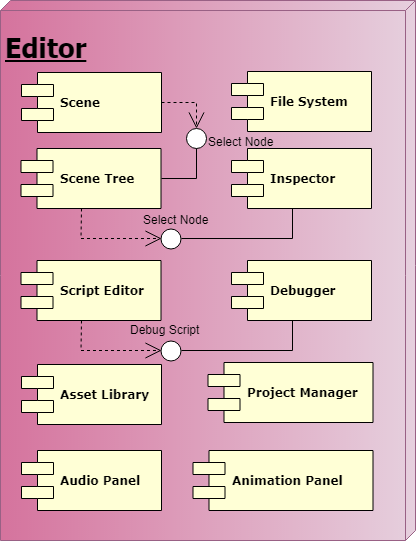 Editor
Scene
File System
Select Node
Scene Tree
Inspector
Select Node
Script Editor
Debugger
Debug Script
Asset Library
Project Manager
Audio Panel
Animation Panel